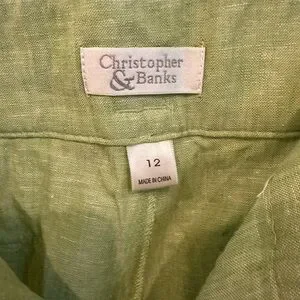 Christopher
& Banks
12
MADE IN CHINA